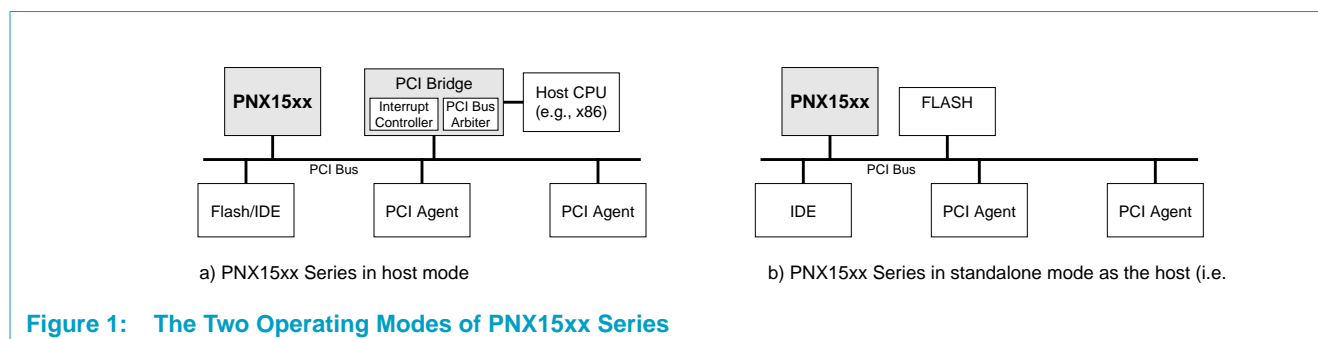 PNX15xx
PCI Bridge
Interrupt
Controller
PCI Bus
Arbiter
Host CPU
(e.g., x86)
PCI Bus
Flash/IDE
PCI Agent
PCI Agent
a) PNX15xx Series in host mode
PNX15xx
FLASH
PCI Bus
IDE
PCI Agent
PCI Agent
b) PNX15xx Series in standalone mode as the host (i.e.
Figure 1: The Two Operating Modes of PNX15xx Series